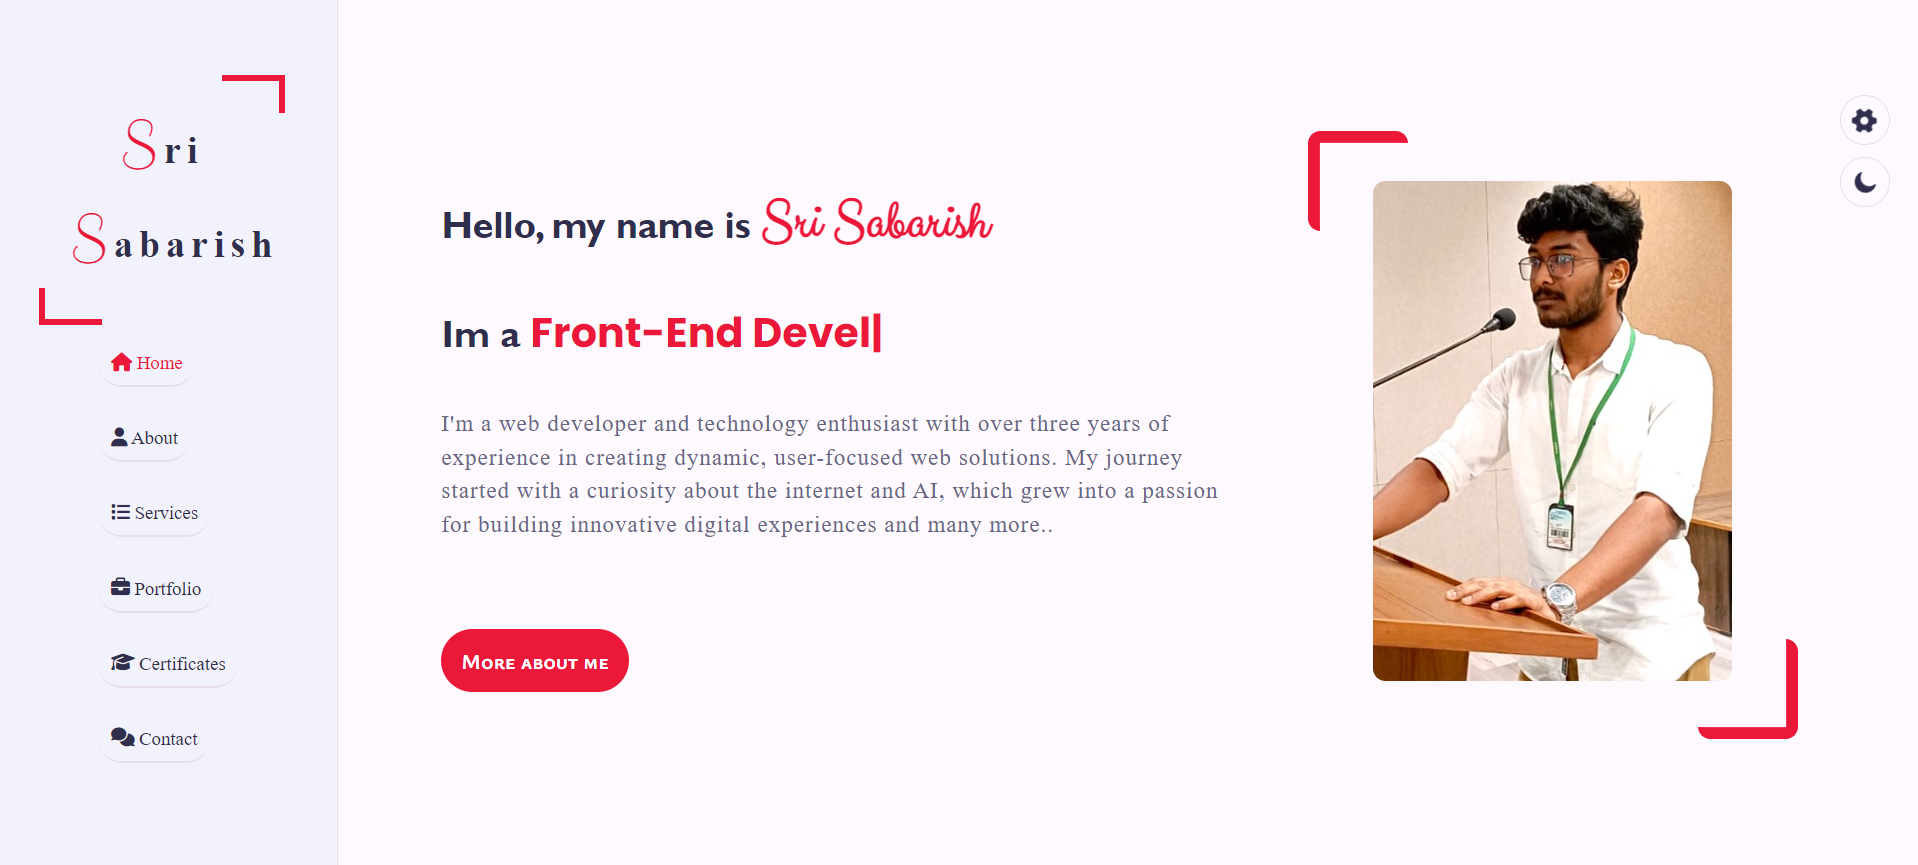 Sri
Sabarish
Home
About
Services
Portfolio
Certificates
Contact
Hello, my name is Sri Sabarish
Im a Front-End Devel|
I'm a web developer and technology enthusiast with over three years of
experience in creating dynamic, user-focused web solutions. My journey
started with a curiosity about the internet and AI, which grew into a passion
for building innovative digital experiences and many more..
More about me